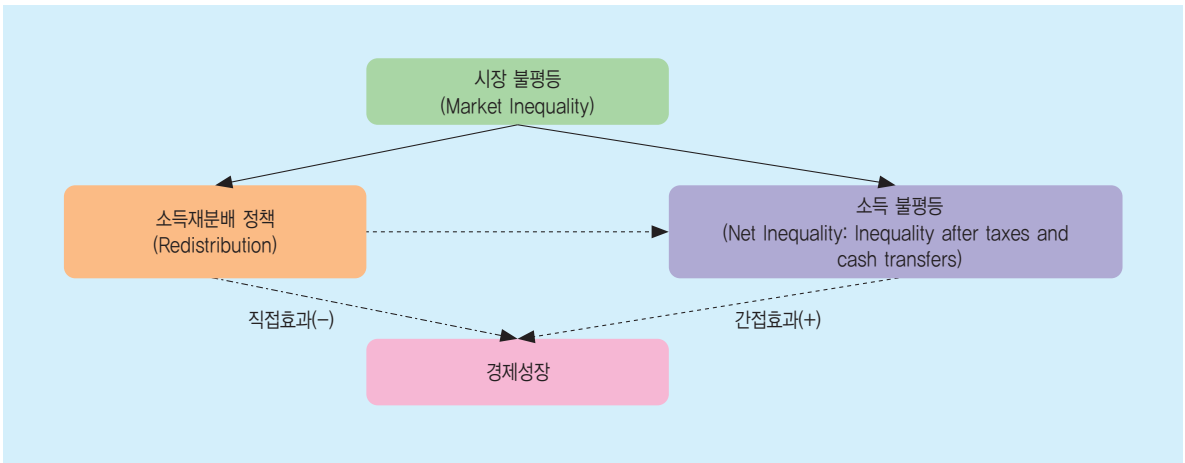 시장 불평등
(Market Inequality)
소득재분배 정책
(Redistribution)
소득 불평등
(Net Inequality: Inequality after taxes and
cash transfers)
직접효과(-)
간접효과(+)
경제성장